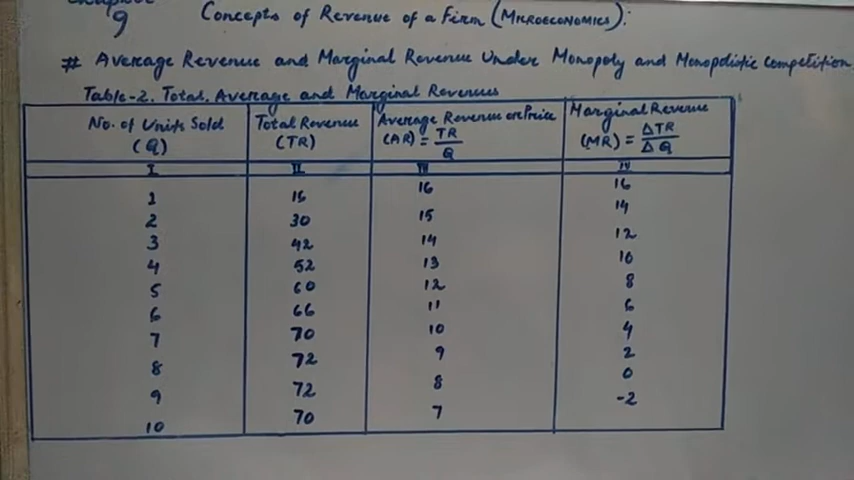 Chapter
9
Concepts of Revenue of a Firm (MICROECONOMICS):
# Average Revenue and Marginal Revenue Under Monopoly and Monopolistic Competition
Table-2. Total, Average and Marginal Revenues
No. of Units Sold (Q) | Total Revenue (TR) | Average Revenue or Price (AR) = TR/Q | Marginal Revenue (MR) = ΔTR/ΔQ
I | II | III | IV
1 | 16 | 16 | 16
2 | 30 | 15 | 14
3 | 42 | 14 | 12
4 | 52 | 13 | 10
5 | 60 | 12 | 8
6 | 66 | 11 | 6
7 | 70 | 10 | 4
8 | 72 | 9 | 2
9 | 72 | 8 | 0
10 | 70 | 7 | -2